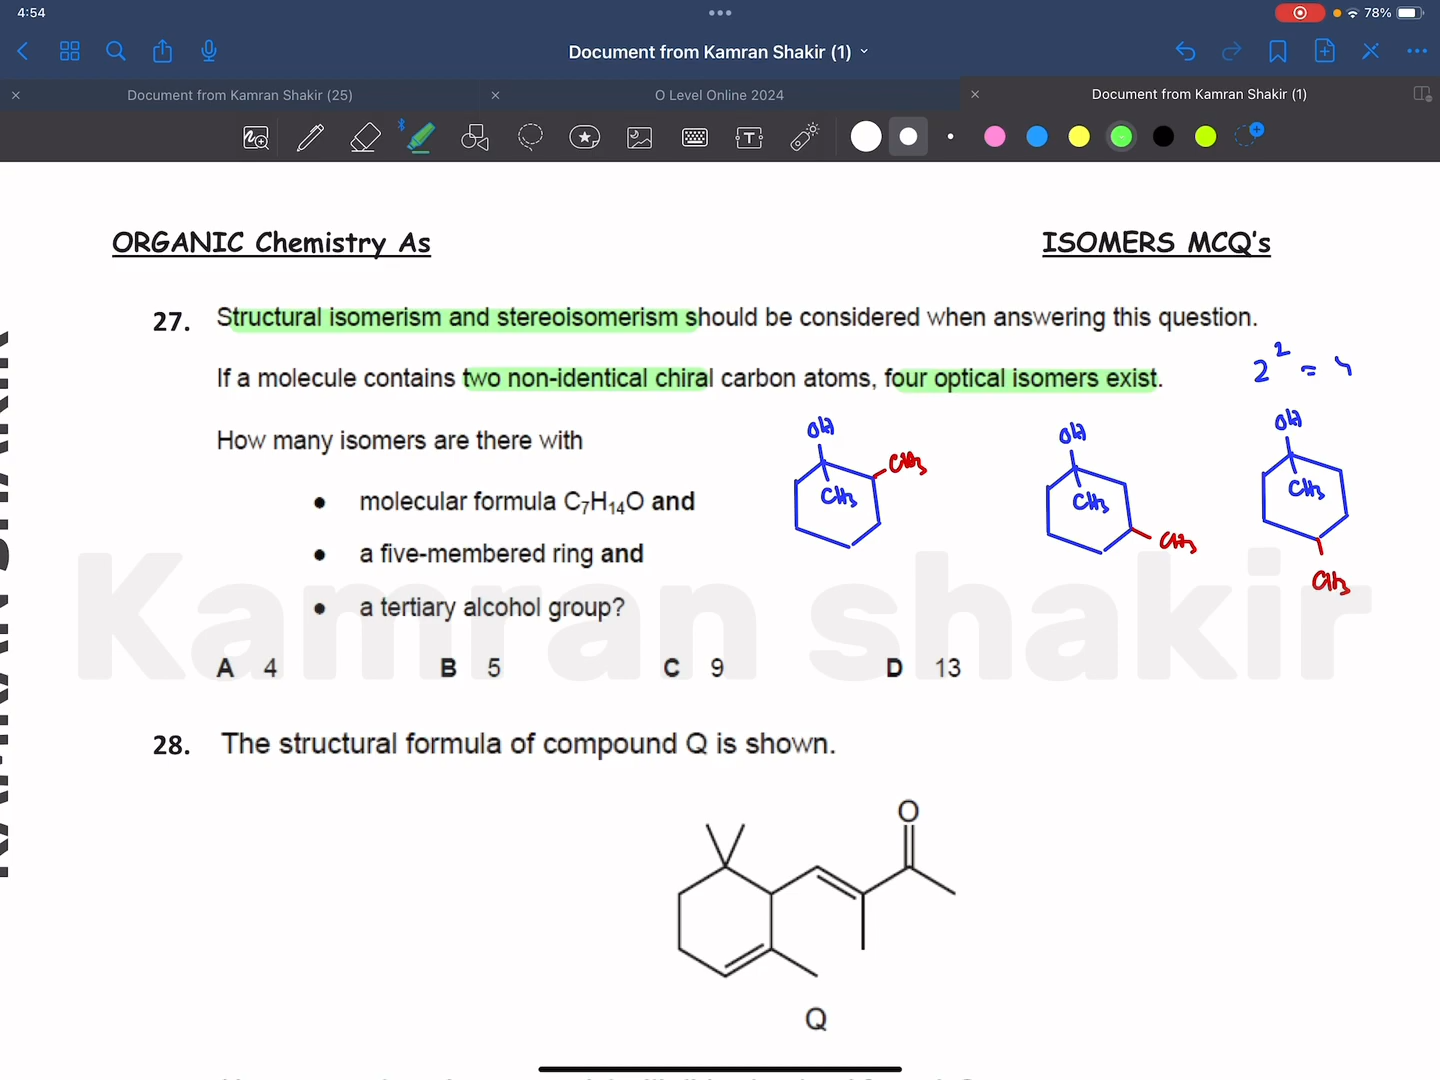 4:54
78%
Document from Kamran Shakir (1)
Document from Kamran Shakir (25)
O Level Online 2024
Document from Kamran Shakir (1)
ORGANIC Chemistry As
ISOMERS MCQ's
27. Structural isomerism and stereoisomerism should be considered when answering this question.
If a molecule contains two non-identical chiral carbon atoms, four optical isomers exist.
2² = 4
How many isomers are there with
• molecular formula C₇H₁₄O and
• a five-membered ring and
• a tertiary alcohol group?
OH
CH₃
CH₃
OH
CH₃
CH₃
OH
CH₃
CH₃
A 4 B 5 C 9 D 13
Kamran shakir
28. The structural formula of compound Q is shown.
O
Q